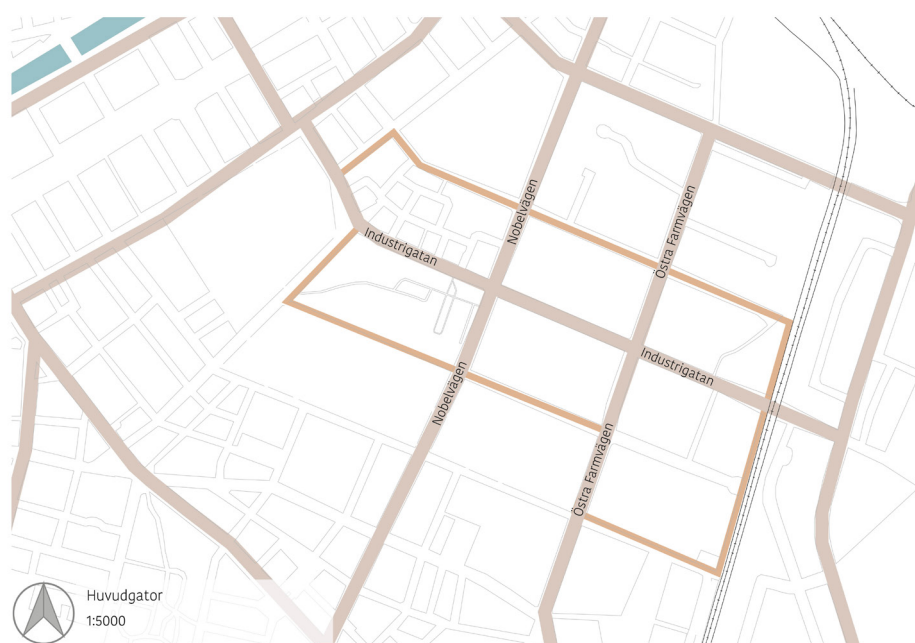 Nobelvägen
Östra Farmvägen
Industrigatan
Industrigatan
Nobelvägen
Östra Farmvägen
Huvudgator
1:5000